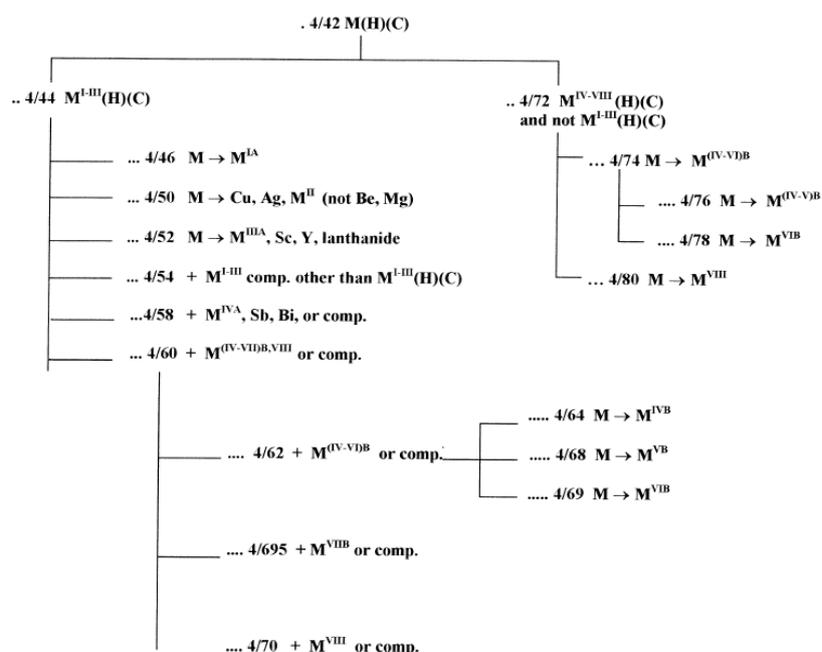 . 4/42 M(H)(C)
.. 4/44 M^I-III(H)(C)
... 4/46 M → M^IA
... 4/50 M → Cu, Ag, M^II (not Be, Mg)
... 4/52 M → M^IIIA, Sc, Y, lanthanide
... 4/54 + M^I-III comp. other than M^I-III(H)(C)
...4/58 + M^IVA, Sb, Bi, or comp.
... 4/60 + M^(IV-VII)B,VIII or comp.
.... 4/62 + M^(IV-VI)B or comp.
..... 4/64 M → M^IVB
..... 4/68 M → M^VB
..... 4/69 M → M^VIB
.... 4/695 + M^VIIB or comp.
.... 4/70 + M^VIII or comp.
.. 4/72 M^IV-VIII (H)(C)
and not M^I-III(H)(C)
... 4/74 M → M^(IV-VI)B
.... 4/76 M → M^(IV-V)B
.... 4/78 M → M^VIB
... 4/80 M → M^VIII